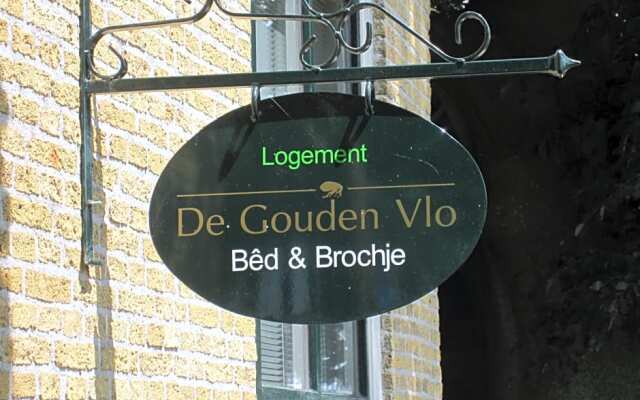 Logement
De Gouden Vlo
Bêd & Brochje